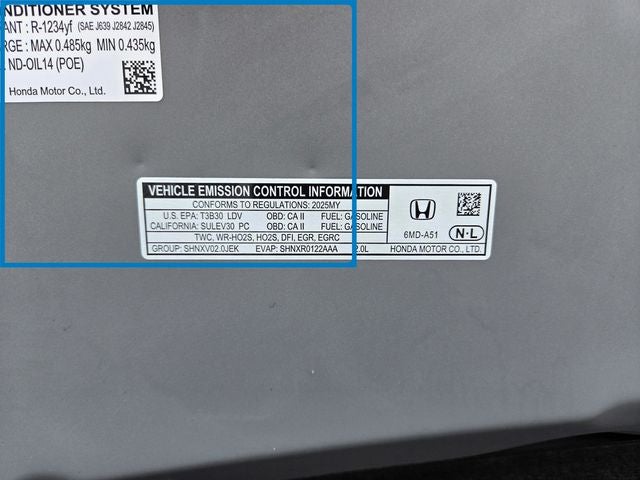 NDITIONER SYSTEM
ANT : R-1234yf (SAE J639 J2842 J2845)
RGE : MAX 0.485kg MIN 0.435kg
ND-OIL14 (POE)
Honda Motor Co., Ltd.
VEHICLE EMISSION CONTROL INFORMATION
CONFORMS TO REGULATIONS: 2025MY
U.S. EPA: T3B30 LDV OBD: CA II FUEL: GASOLINE
CALIFORNIA: SULEV30 PC OBD: CA II FUEL: GASOLINE
TWC, WR-HO2S, HO2S, DFI, EGR, EGRC
GROUP: SHNXV02.0JEK EVAP: SHNXR0122AAA 2.0L
6MD-A51 N·L
HONDA MOTOR CO., LTD.